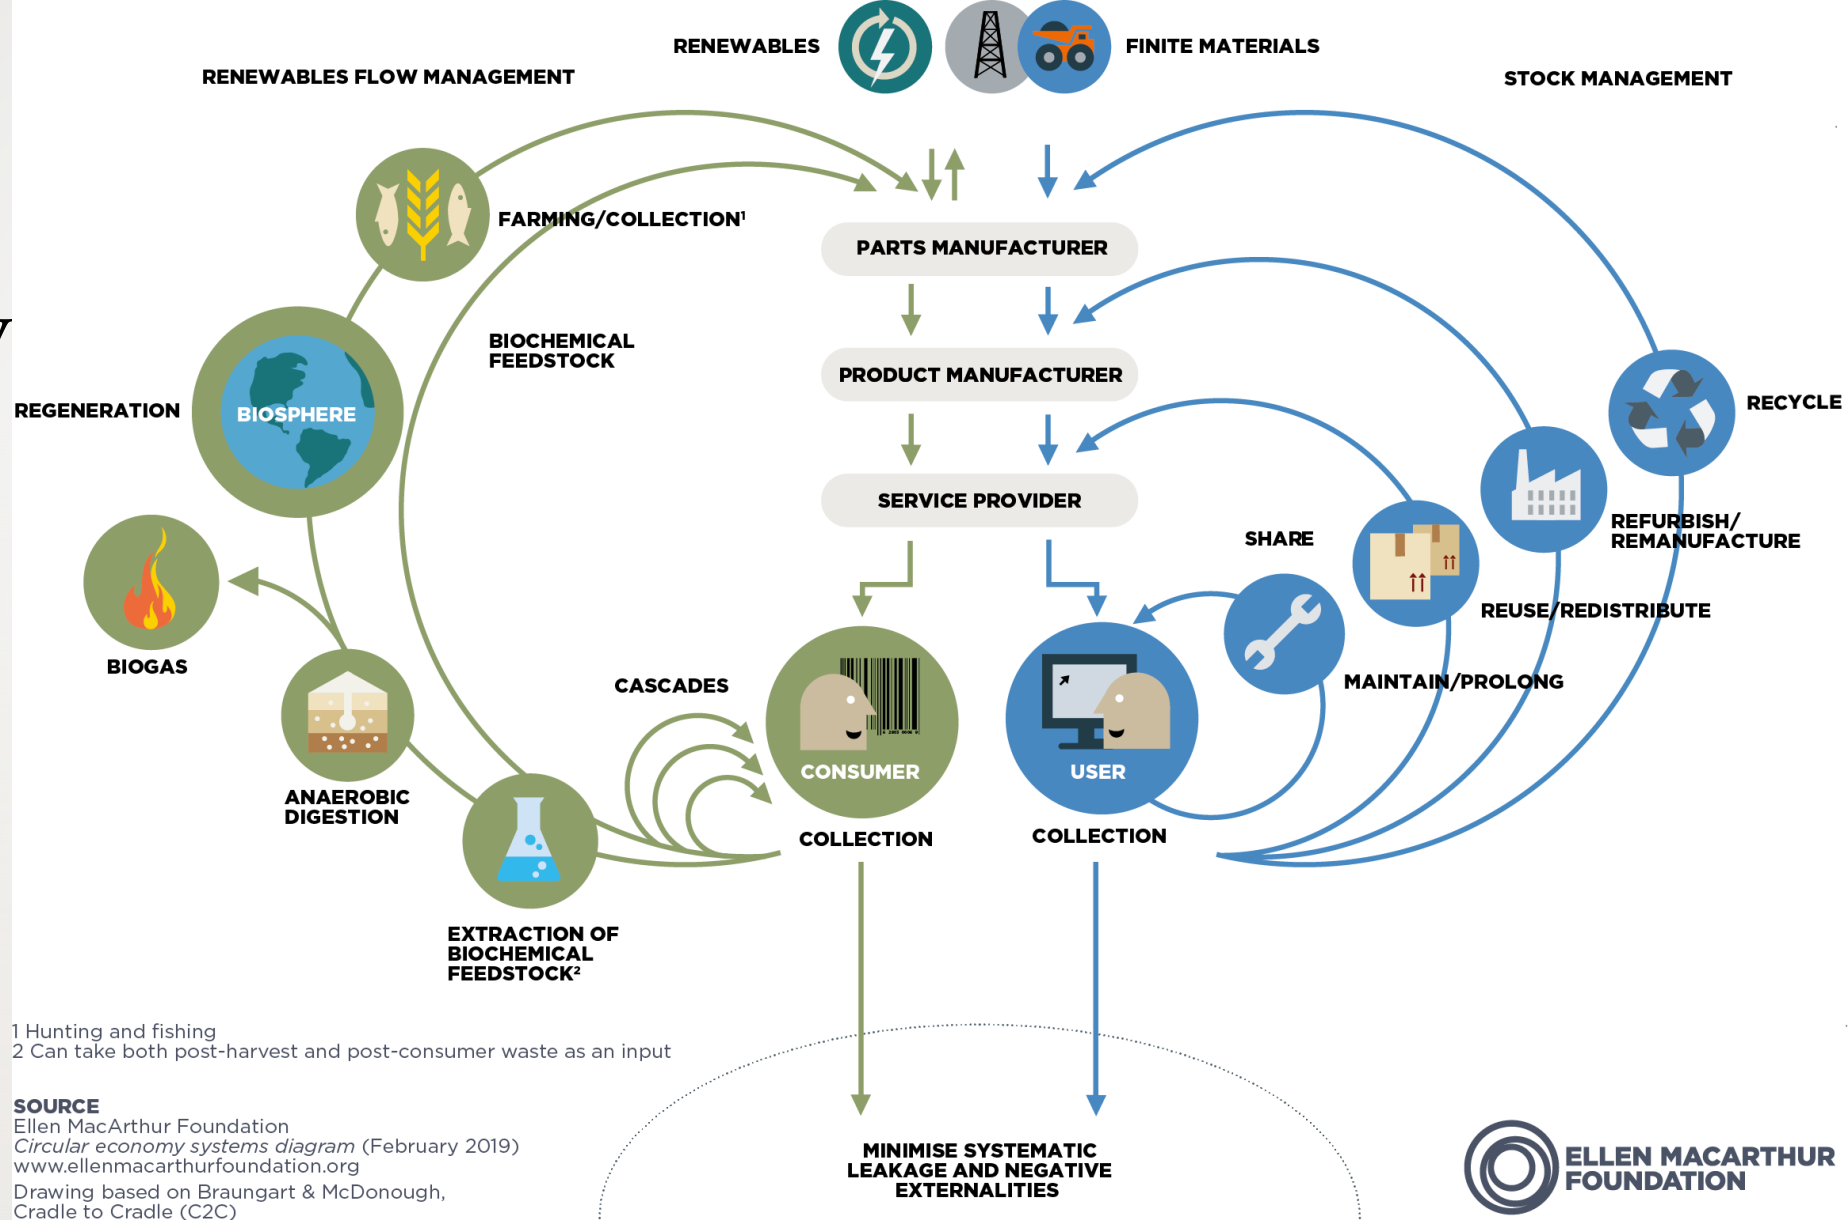 RENEWABLES
FINITE MATERIALS
RENEWABLES FLOW MANAGEMENT
STOCK MANAGEMENT
FARMING/COLLECTION¹
PARTS MANUFACTURER
BIOCHEMICAL
FEEDSTOCK
PRODUCT MANUFACTURER
REGENERATION
BIOSPHERE
RECYCLE
SERVICE PROVIDER
SHARE
REFURBISH/
REMANUFACTURE
REUSE/REDISTRIBUTE
BIOGAS
CASCADES
MAINTAIN/PROLONG
CONSUMER
USER
ANAEROBIC
DIGESTION
COLLECTION
COLLECTION
EXTRACTION OF
BIOCHEMICAL
FEEDSTOCK²
1 Hunting and fishing
2 Can take both post-harvest and post-consumer waste as an input
SOURCE
Ellen MacArthur Foundation
Circular economy systems diagram (February 2019)
www.ellenmacarthurfoundation.org
Drawing based on Braungart & McDonough,
Cradle to Cradle (C2C)
MINIMISE SYSTEMATIC
LEAKAGE AND NEGATIVE
EXTERNALITIES
ELLEN MACARTHUR
FOUNDATION